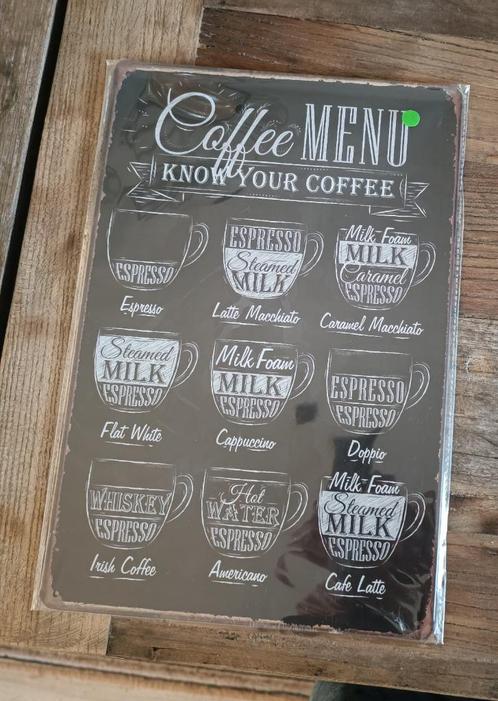 Coffee MENU
KNOW YOUR COFFEE
ESPRESSO
Espresso
ESPRESSO
Steamed
MILK
Latte Macchiato
Milk Foam
MILK
Caramel
ESPRESSO
Caramel Macchiato
Steamed
MILK
ESPRESSO
Flat White
Milk Foam
MILK
ESPRESSO
Cappuccino
ESPRESSO
ESPRESSO
Doppio
WHISKEY
ESPRESSO
Irish Coffee
Hot
WATER
ESPRESSO
Americano
Milk Foam
Steamed
MILK
ESPRESSO
Cafe Latte